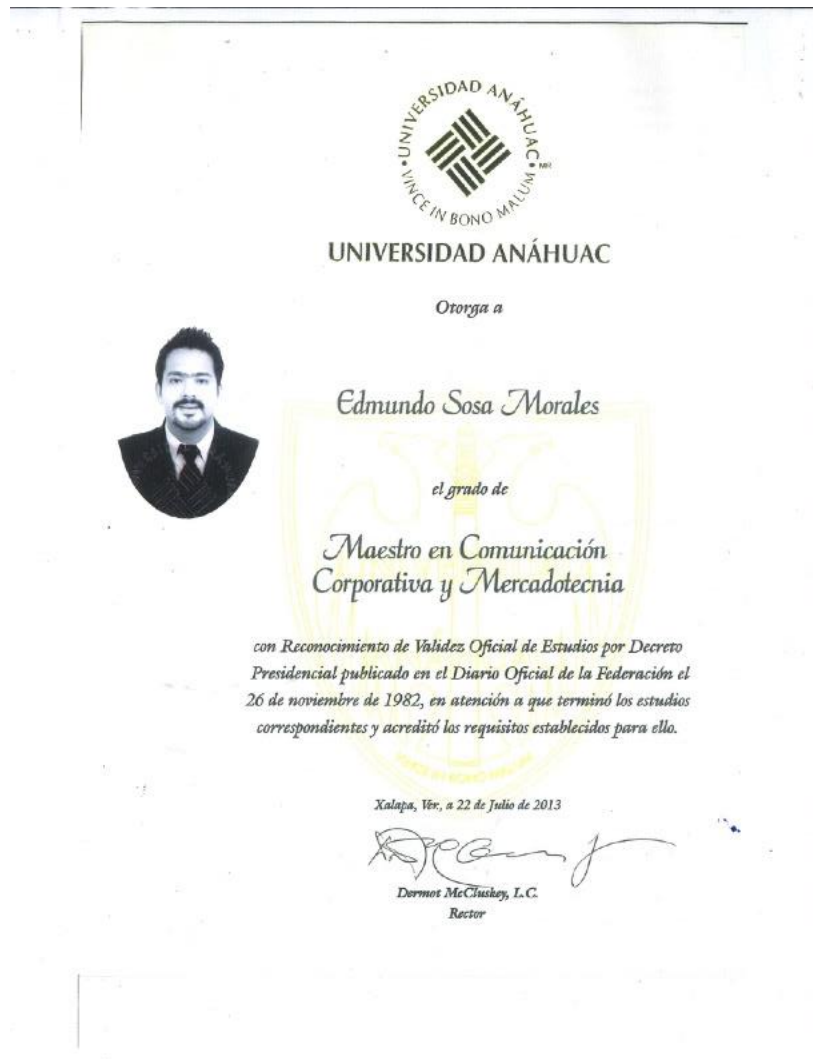 UNIVERSIDAD ANÁHUAC
MR
VINCE IN BONO MALUM
UNIVERSIDAD ANÁHUAC
Otorga a
Edmundo Sosa Morales
el grado de
Maestro en Comunicación
Corporativa y Mercadotecnia
con Reconocimiento de Validez Oficial de Estudios por Decreto
Presidencial publicado en el Diario Oficial de la Federación el
26 de noviembre de 1982, en atención a que terminó los estudios
correspondientes y acreditó los requisitos establecidos para ello.
Xalapa, Ver., a 22 de Julio de 2013
Dermot McCluskey, L.C.
Rector